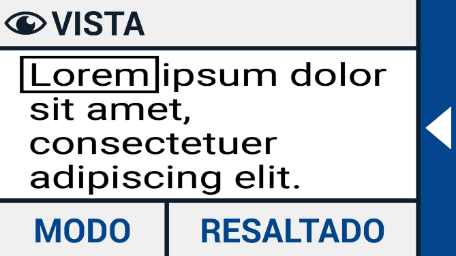 VISTA
Lorem ipsum dolor
sit amet,
consectetuer
adipiscing elit.
MODO
RESALTADO